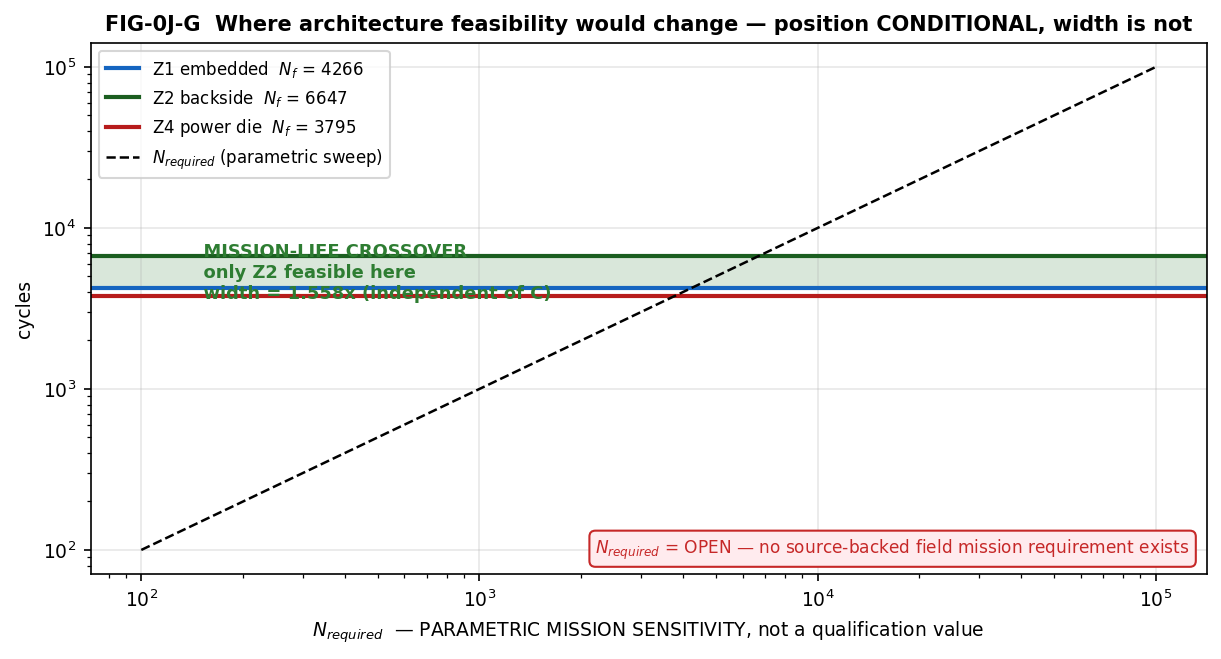 FIG-0J-G  Where architecture feasibility would change — position CONDITIONAL, width is not
Z1 embedded  N_f = 4266
Z2 backside  N_f = 6647
Z4 power die  N_f = 3795
N_required (parametric sweep)
10^5
10^4
10^3
10^2
cycles
MISSION-LIFE CROSSOVER
only Z2 feasible here
width = 1.558x (independent of C)
N_required = OPEN — no source-backed field mission requirement exists
10^2
10^3
10^4
10^5
N_required — PARAMETRIC MISSION SENSITIVITY, not a qualification value